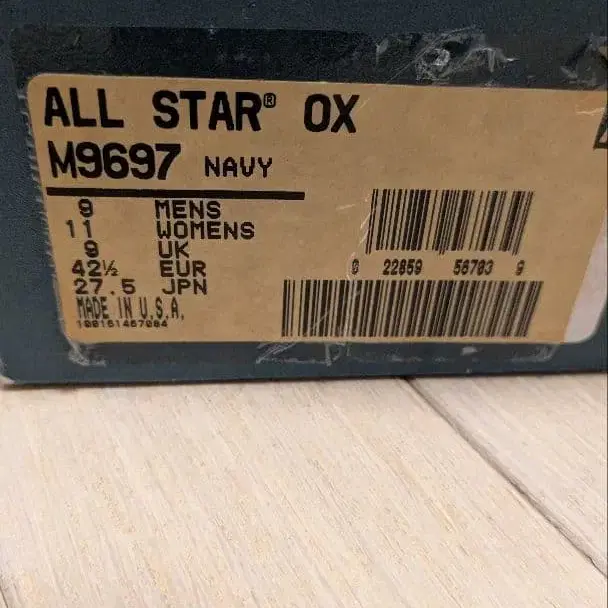 ALL STAR® OX
M9697 NAVY
9 MENS
11 WOMENS
9 UK
42½ EUR
27.5 JPN
MADE IN U.S.A.
0 22859 56703 9